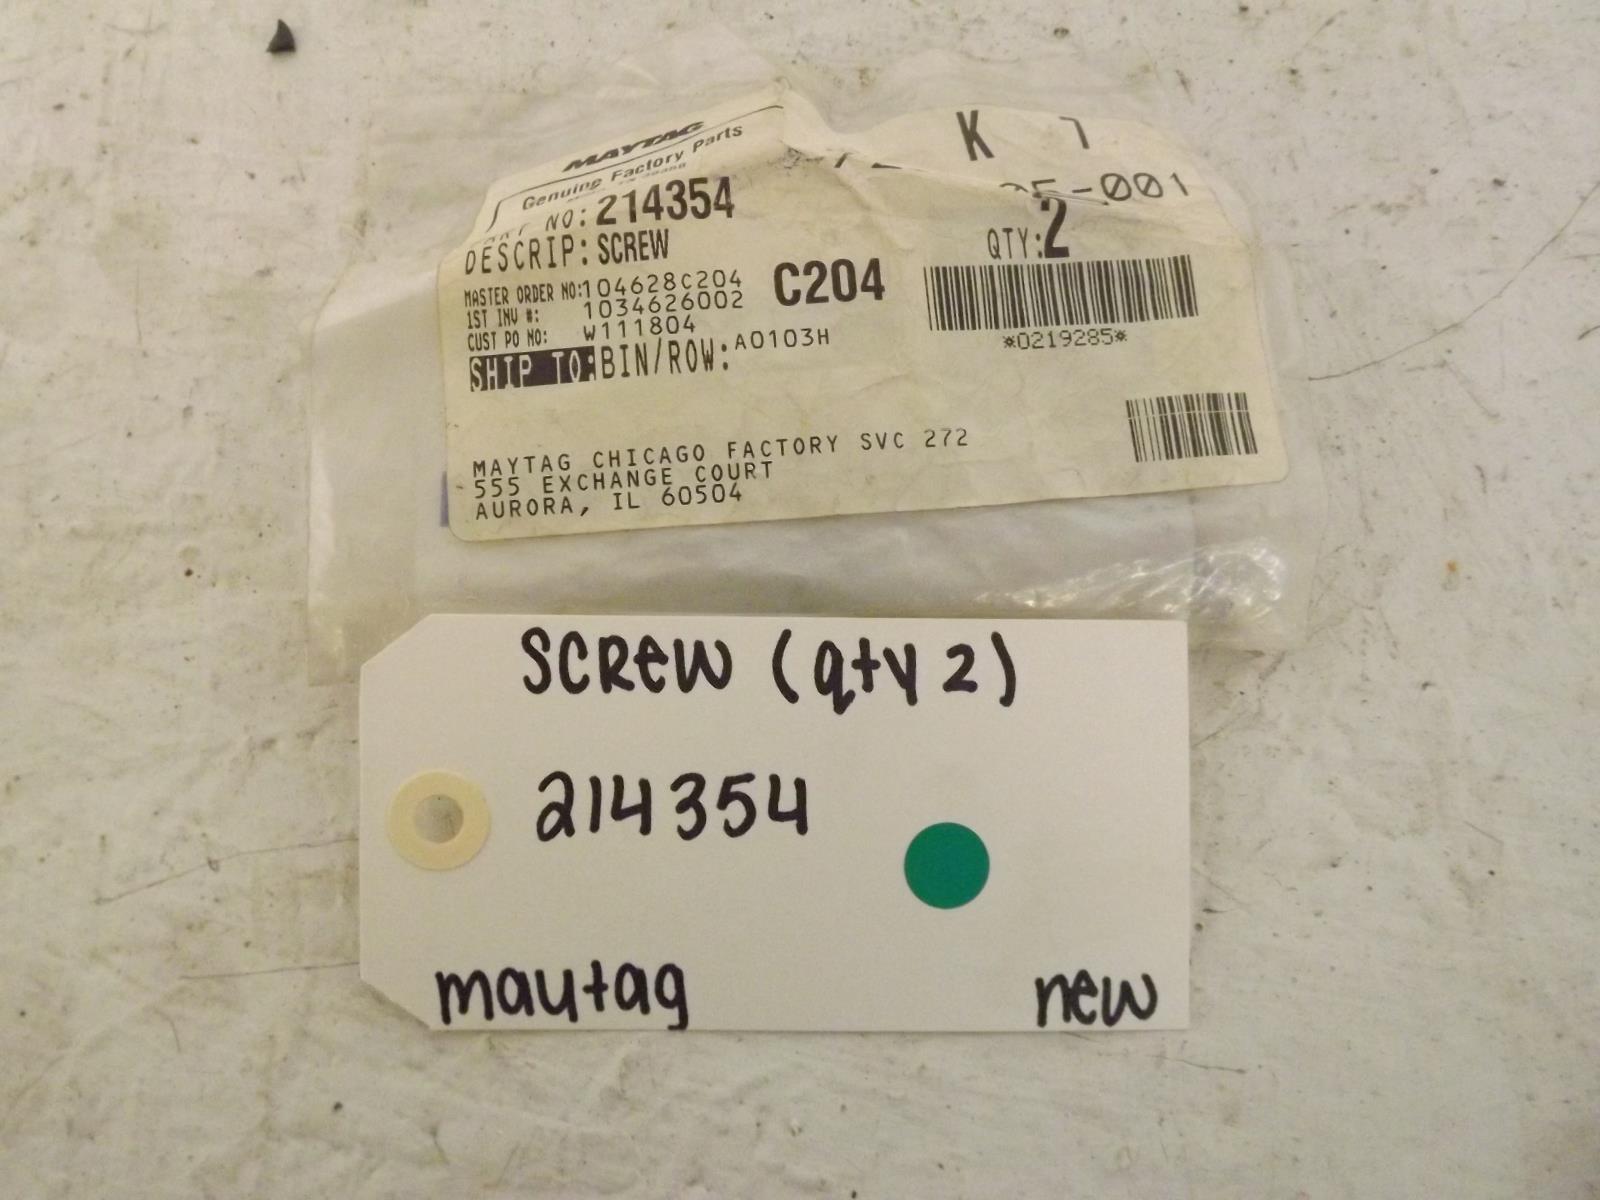 MAYTAG
Genuine Factory Parts
K
-001
NO: 214354
QTY: 2
DESCRIP: SCREW
MASTER ORDER NO: 104628C204
C204
1ST INV #: 1034626002
CUST PO NO: W111804
*0219285*
SHIP TO: BIN/ROW: A0103H
MAYTAG CHICAGO FACTORY SVC 272
555 EXCHANGE COURT
AURORA, IL 60504
SCREW (qty 2)
214354
maytag
new